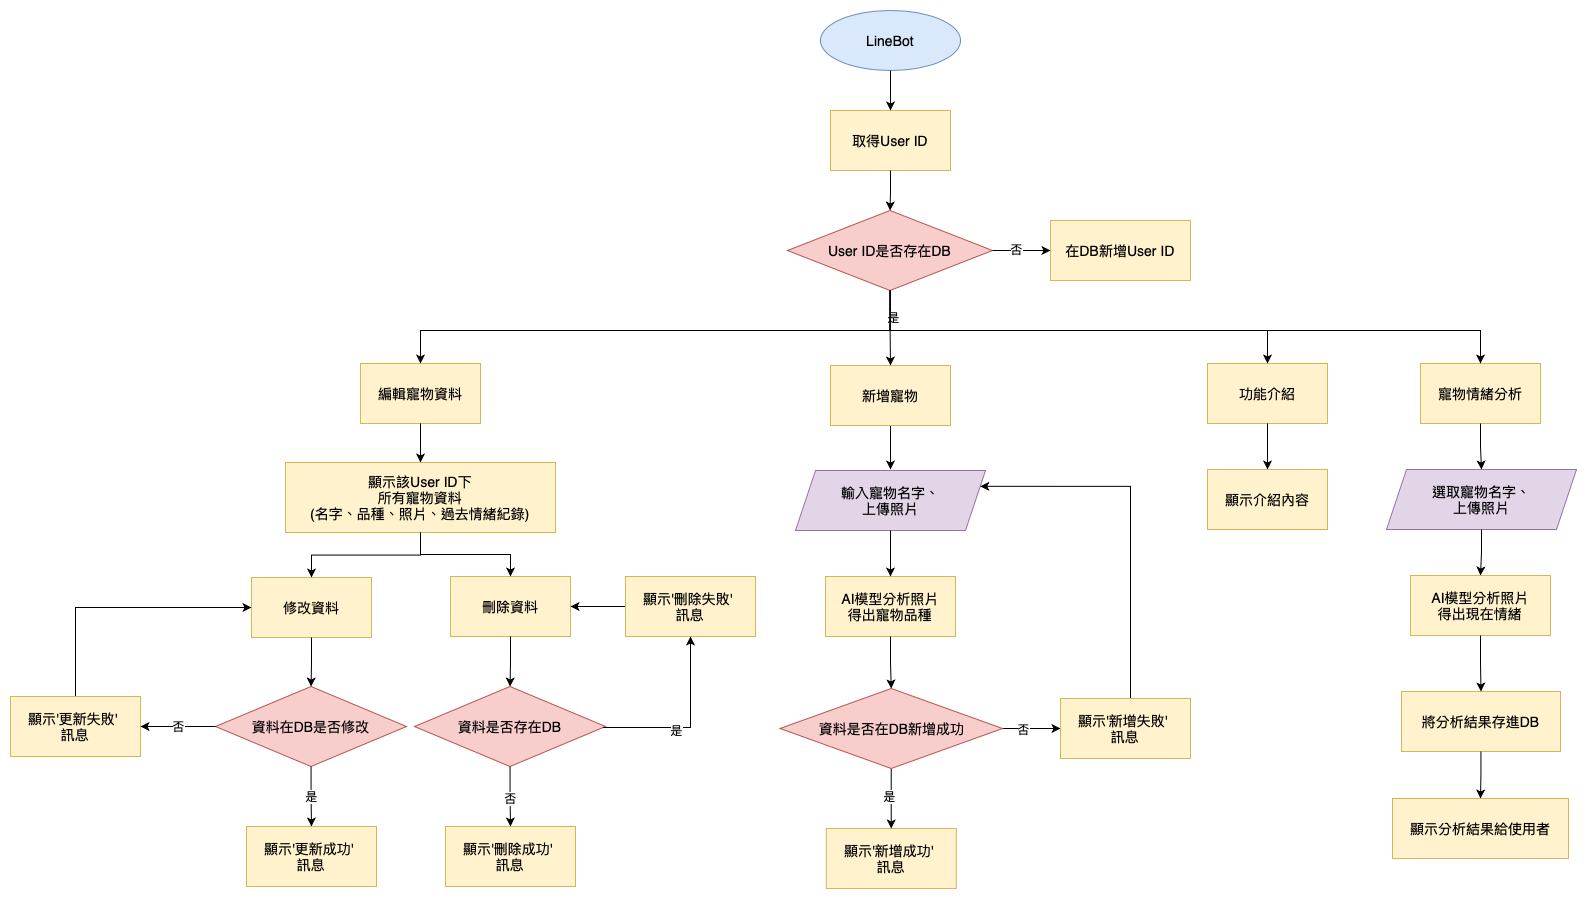 LineBot
取得User ID
User ID是否存在DB
否
在DB新增User ID
是
編輯寵物資料
新增寵物
功能介紹
寵物情緒分析
顯示該User ID下
所有寵物資料
(名字、品種、照片、過去情緒紀錄)
輸入寵物名字、
上傳照片
顯示介紹內容
選取寵物名字、
上傳照片
修改資料
刪除資料
顯示'刪除失敗'
訊息
AI模型分析照片
得出寵物品種
AI模型分析照片
得出現在情緒
顯示'更新失敗'
訊息
否
資料在DB是否修改
資料是否存在DB
是
資料是否在DB新增成功
否
顯示'新增失敗'
訊息
將分析結果存進DB
是
否
是
顯示'更新成功'
訊息
顯示'刪除成功'
訊息
顯示'新增成功'
訊息
顯示分析結果給使用者